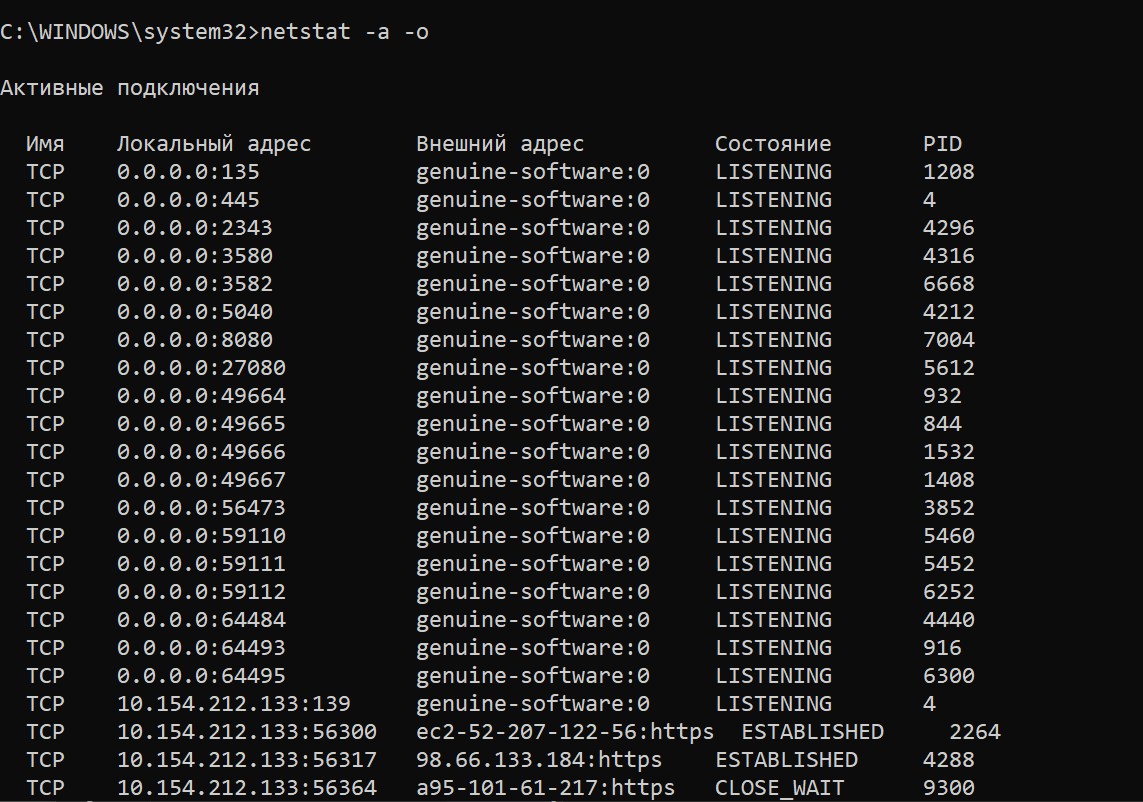 C:\WINDOWS\system32>netstat -a -o
Активные подключения
Имя Локальный адрес Внешний адрес Состояние PID
TCP 0.0.0.0:135 genuine-software:0 LISTENING 1208
TCP 0.0.0.0:445 genuine-software:0 LISTENING 4
TCP 0.0.0.0:2343 genuine-software:0 LISTENING 4296
TCP 0.0.0.0:3580 genuine-software:0 LISTENING 4316
TCP 0.0.0.0:3582 genuine-software:0 LISTENING 6668
TCP 0.0.0.0:5040 genuine-software:0 LISTENING 4212
TCP 0.0.0.0:8080 genuine-software:0 LISTENING 7004
TCP 0.0.0.0:27080 genuine-software:0 LISTENING 5612
TCP 0.0.0.0:49664 genuine-software:0 LISTENING 932
TCP 0.0.0.0:49665 genuine-software:0 LISTENING 844
TCP 0.0.0.0:49666 genuine-software:0 LISTENING 1532
TCP 0.0.0.0:49667 genuine-software:0 LISTENING 1408
TCP 0.0.0.0:56473 genuine-software:0 LISTENING 3852
TCP 0.0.0.0:59110 genuine-software:0 LISTENING 5460
TCP 0.0.0.0:59111 genuine-software:0 LISTENING 5452
TCP 0.0.0.0:59112 genuine-software:0 LISTENING 6252
TCP 0.0.0.0:64484 genuine-software:0 LISTENING 4440
TCP 0.0.0.0:64493 genuine-software:0 LISTENING 916
TCP 0.0.0.0:64495 genuine-software:0 LISTENING 6300
TCP 10.154.212.133:139 genuine-software:0 LISTENING 4
TCP 10.154.212.133:56300 ec2-52-207-122-56:https ESTABLISHED 2264
TCP 10.154.212.133:56317 98.66.133.184:https ESTABLISHED 4288
TCP 10.154.212.133:56364 a95-101-61-217:https CLOSE_WAIT 9300